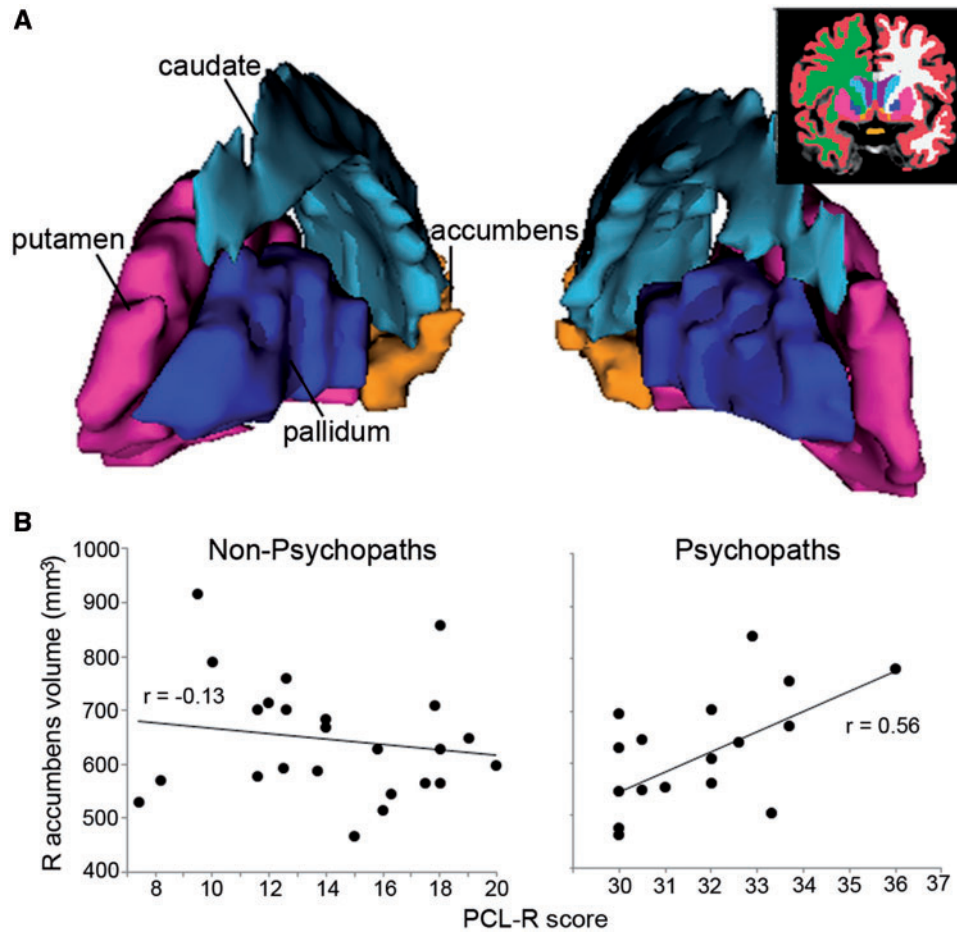 A
caudate
putamen
accumbens
pallidum
B
Non-Psychopaths
Psychopaths
R accumbens volume (mm³)
1000
900
800
700
600
500
400
r = -0.13
r = 0.56
8 10 12 14 16 18 20
30 31 32 33 34 35 36 37
PCL-R score